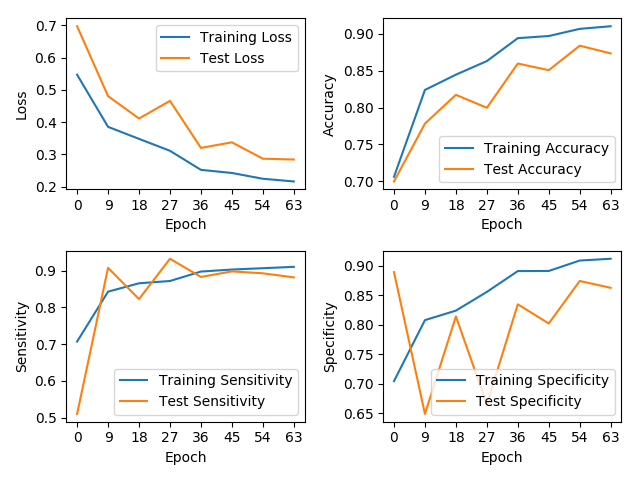 0.7
0.6
0.5
0.4
0.3
0.2
Loss
Training Loss
Test Loss
0 9 18 27 36 45 54 63
Epoch
0.90
0.85
0.80
0.75
0.70
Accuracy
Training Accuracy
Test Accuracy
0 9 18 27 36 45 54 63
Epoch
0.9
0.8
0.7
0.6
0.5
Sensitivity
Training Sensitivity
Test Sensitivity
0 9 18 27 36 45 54 63
Epoch
0.90
0.85
0.80
0.75
0.70
0.65
Specificity
Training Specificity
Test Specificity
0 9 18 27 36 45 54 63
Epoch